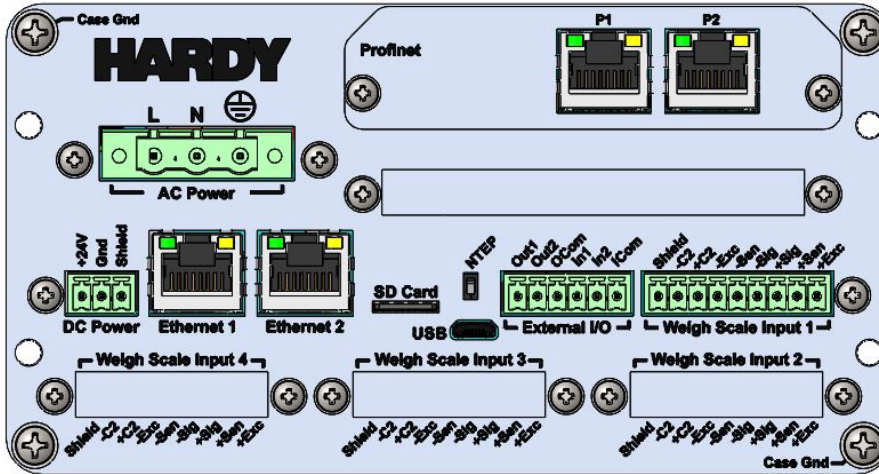 Case Gnd
HARDY
Profinet
P1
P2
L N
AC Power
+24V
Gnd
Shield
DC Power
Ethernet 1
Ethernet 2
SD Card
NTEP
USB
Out1
Out2
OCom
In1
In2
ICom
External I/O
Shield
-C2
+C2
-Exc
-Sen
-Sig
+Sig
+Sen
+Exc
Weigh Scale Input 1
Weigh Scale Input 4
Shield
-C2
+C2
-Exc
-Sen
-Sig
+Sig
+Sen
+Exc
Weigh Scale Input 3
Shield
-C2
+C2
-Exc
-Sen
-Sig
+Sig
+Sen
+Exc
Weigh Scale Input 2
Shield
-C2
+C2
-Exc
-Sen
-Sig
+Sig
+Sen
+Exc
Case Gnd